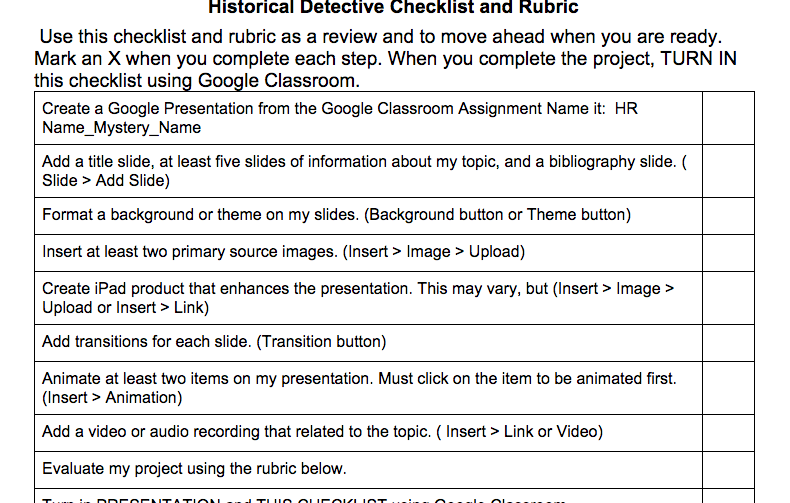 Historical Detective Checklist and Rubric
Use this checklist and rubric as a review and to move ahead when you are ready.
Mark an X when you complete each step. When you complete the project, TURN IN
this checklist using Google Classroom.
Create a Google Presentation from the Google Classroom Assignment Name it:  HR
Name_Mystery_Name
Add a title slide, at least five slides of information about my topic, and a bibliography slide. (
Slide > Add Slide)
Format a background or theme on my slides. (Background button or Theme button)
Insert at least two primary source images. (Insert > Image > Upload)
Create iPad product that enhances the presentation. This may vary, but (Insert > Image >
Upload or Insert > Link)
Add transitions for each slide. (Transition button)
Animate at least two items on my presentation. Must click on the item to be animated first.
(Insert > Animation)
Add a video or audio recording that related to the topic. ( Insert > Link or Video)
Evaluate my project using the rubric below.
Turn in PRESENTATION and THIS CHECKLIST using Google Classroom